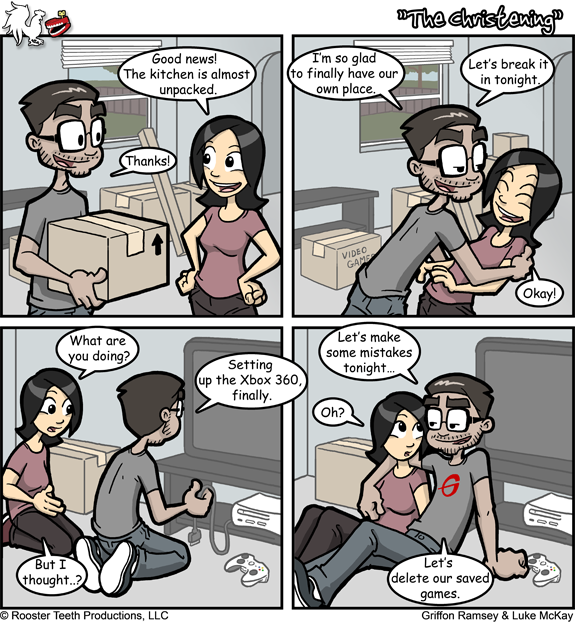 "The Christening"
Good news!
The kitchen is almost
unpacked.
Thanks!
I'm so glad
to finally have our
own place.
Let's break it
in tonight.
VIDEO
GAMES
Okay!
What are
you doing?
Setting
up the Xbox 360,
finally.
But I
thought..?
Let's make
some mistakes
tonight...
Oh?
Let's
delete our saved
games.
© Rooster Teeth Productions, LLC
Griffon Ramsey & Luke McKay